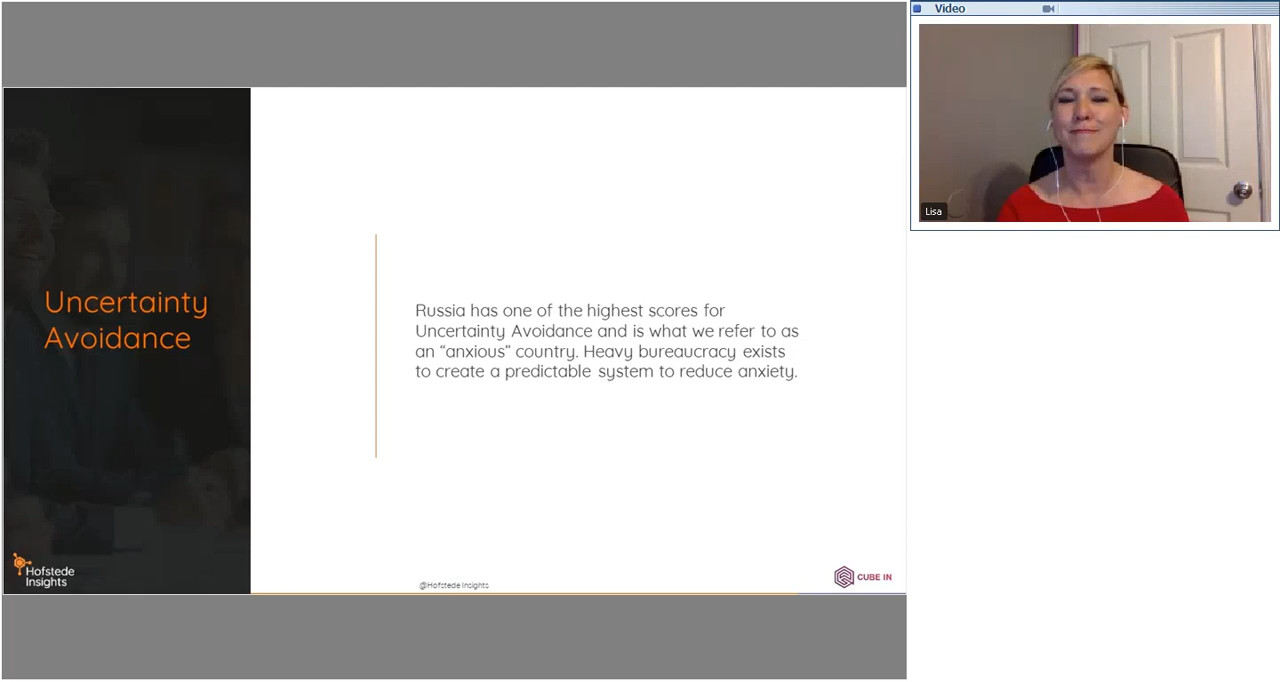 Video
Lisa
Uncertainty
Avoidance
Russia has one of the highest scores for
Uncertainty Avoidance and is what we refer to as
an “anxious” country. Heavy bureaucracy exists
to create a predictable system to reduce anxiety.
Hofstede
Insights
@Hofstede Insights
CUBE IN